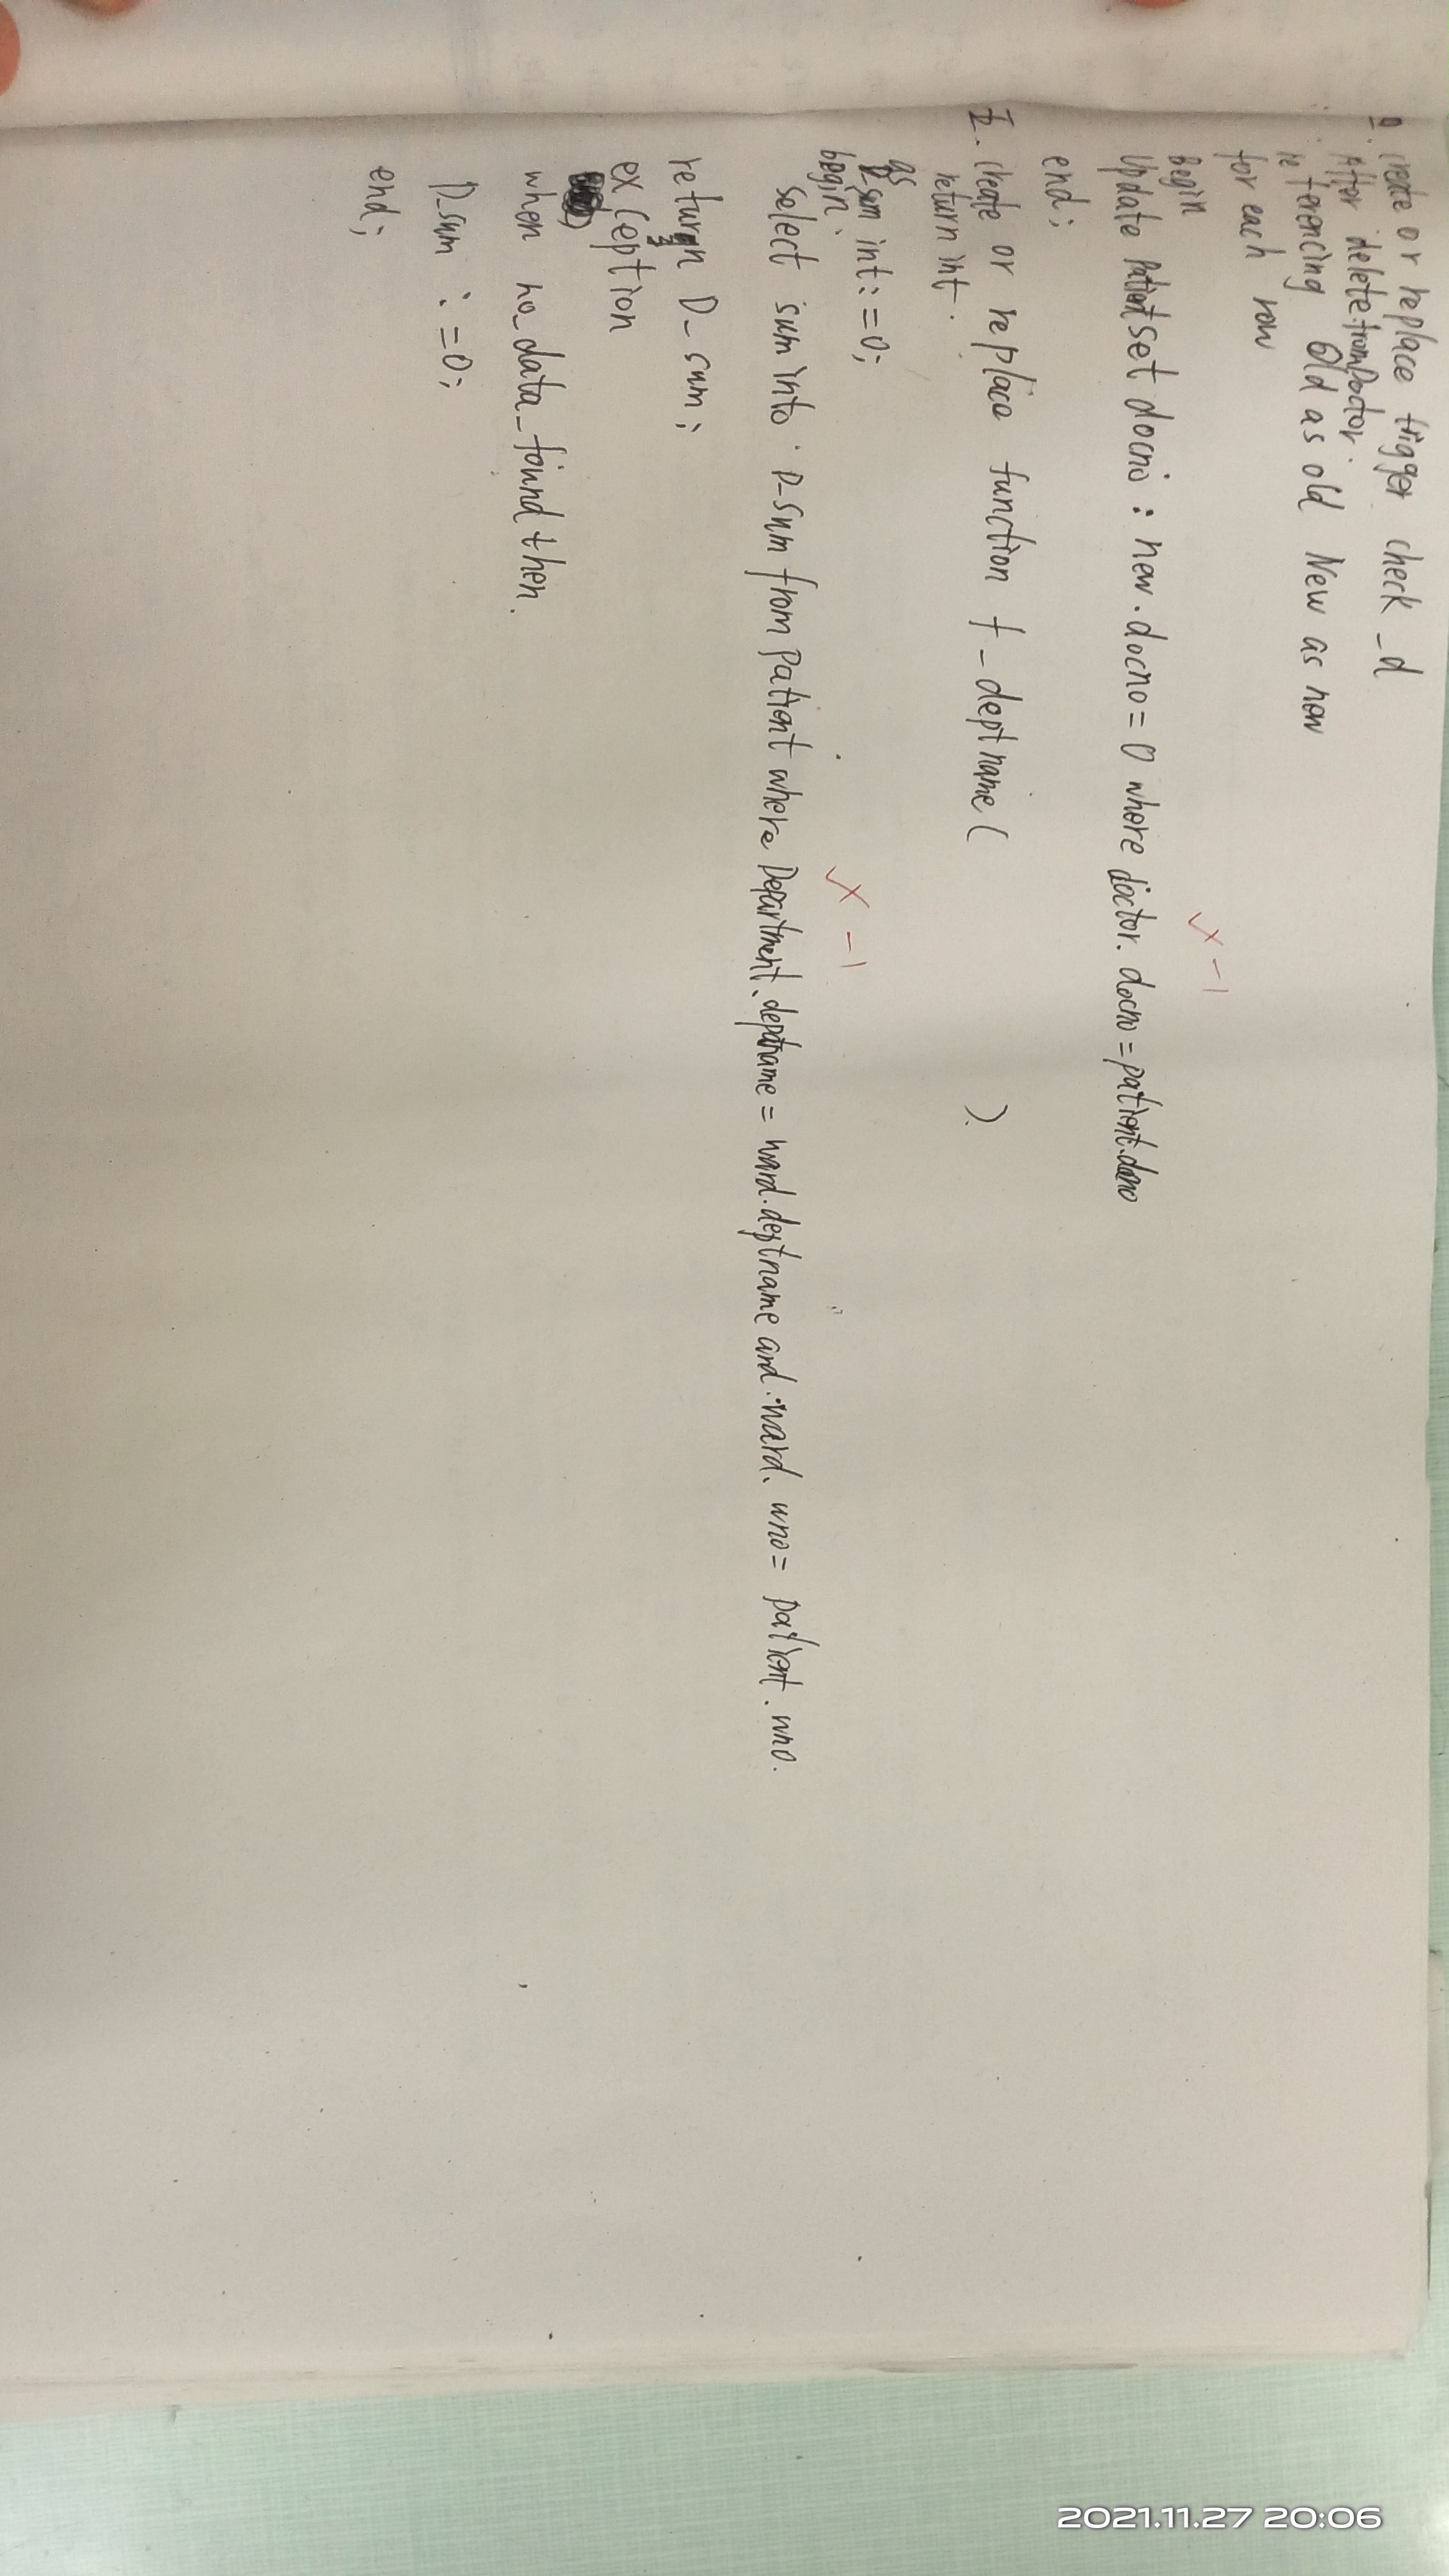 四. create or replace trigger check_d
After delete from Doctor.
referencing Old as old New as new
for each row
Begin
-1
Update Patient set docno : new.docno = 0 where doctor. docno = patient.docno
end;
五. create or replace function f_deptname ( ).
return int.
as
D_sum int: =0;
begin.
-1
Select sum into D_sum from patient where Department.deptname = ward.deptname and ward. wno = patient. wno.
return D_sum;
exception
when no_data_found then.
D_sum : =0;
end;
2021.11.27 20:06